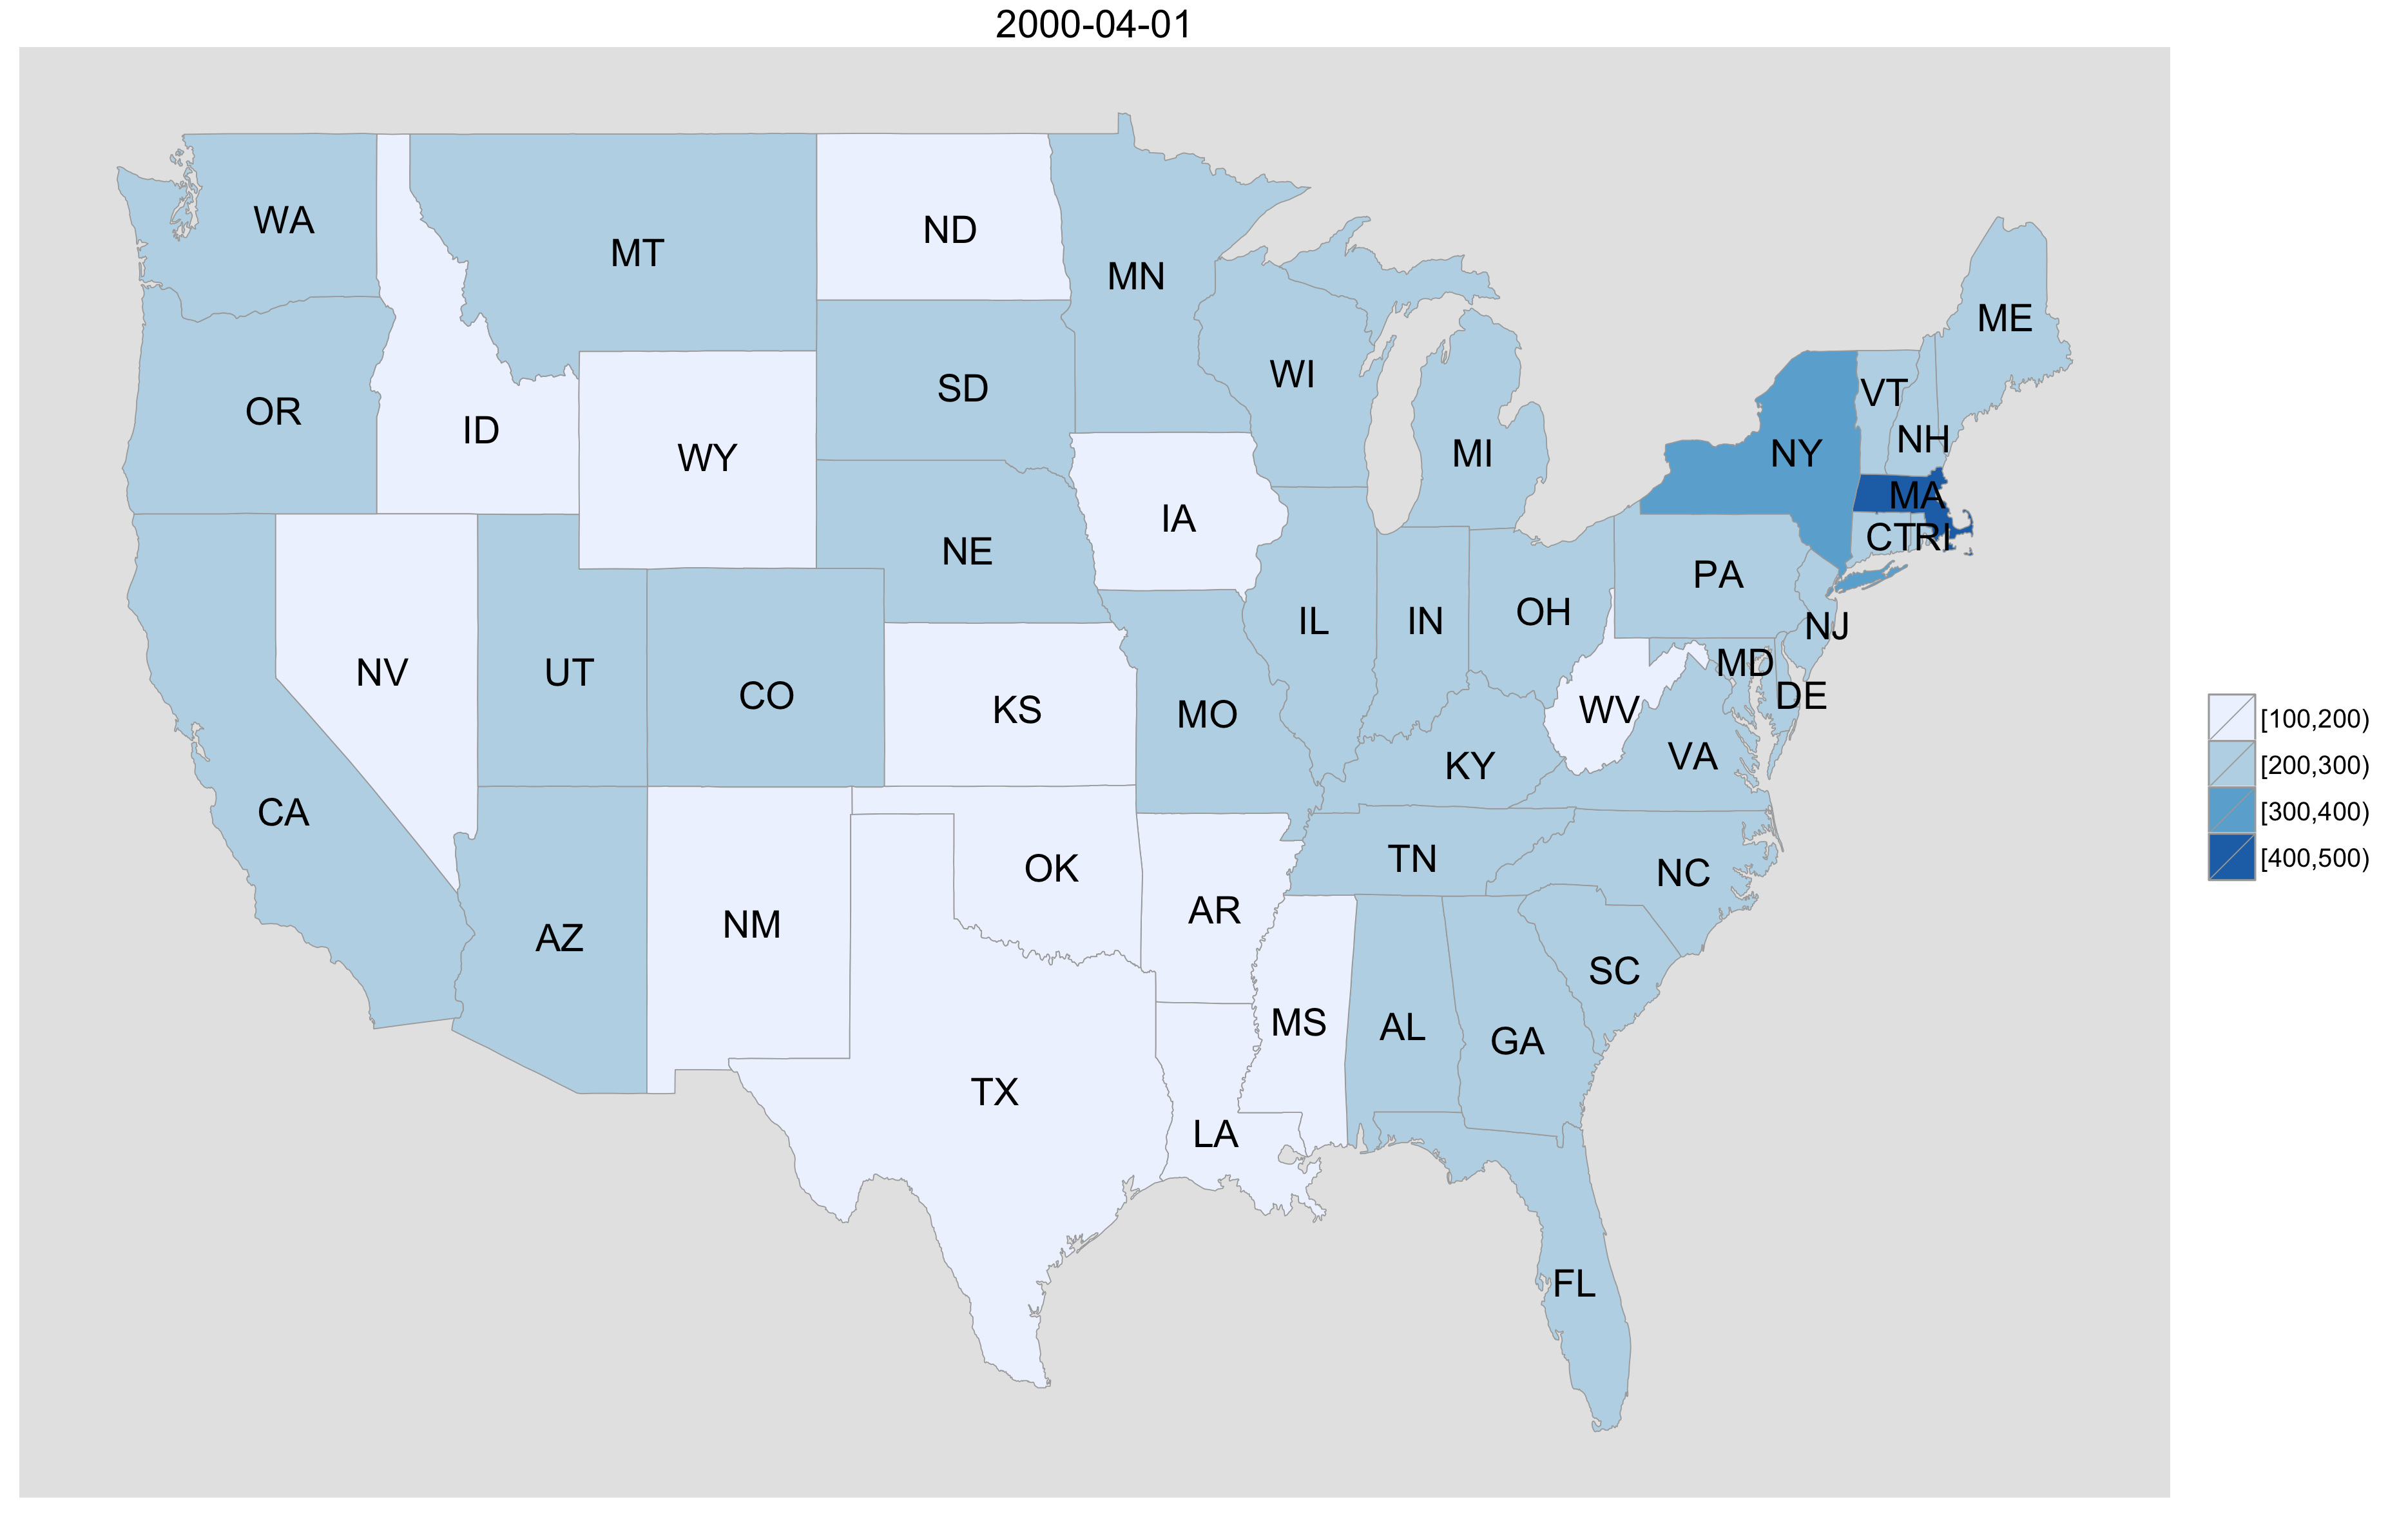 2000-04-01
WA
MT
ND
MN
ME
OR
ID
WY
SD
WI
MI
VT
NY
NH
MA
IA
NE
CT
RI
PA
NV
UT
CO
KS
MO
IL
IN
OH
NJ
MD
DE
WV
VA
KY
CA
AZ
NM
OK
AR
TN
NC
SC
MS
AL
GA
TX
LA
FL
[100,200)
[200,300)
[300,400)
[400,500)